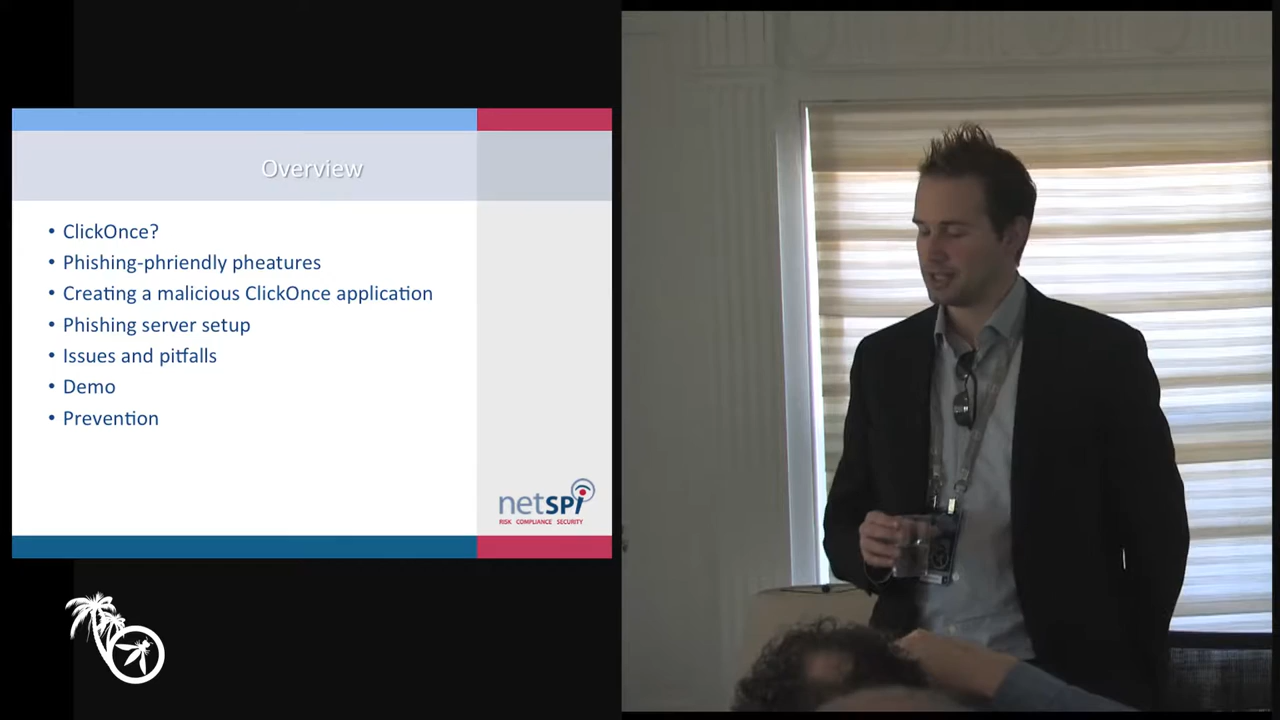 Overview
• ClickOnce?
• Phishing-phriendly pheatures
• Creating a malicious ClickOnce application
• Phishing server setup
• Issues and pitfalls
• Demo
• Prevention
netSPi
RISK COMPLIANCE SECURITY